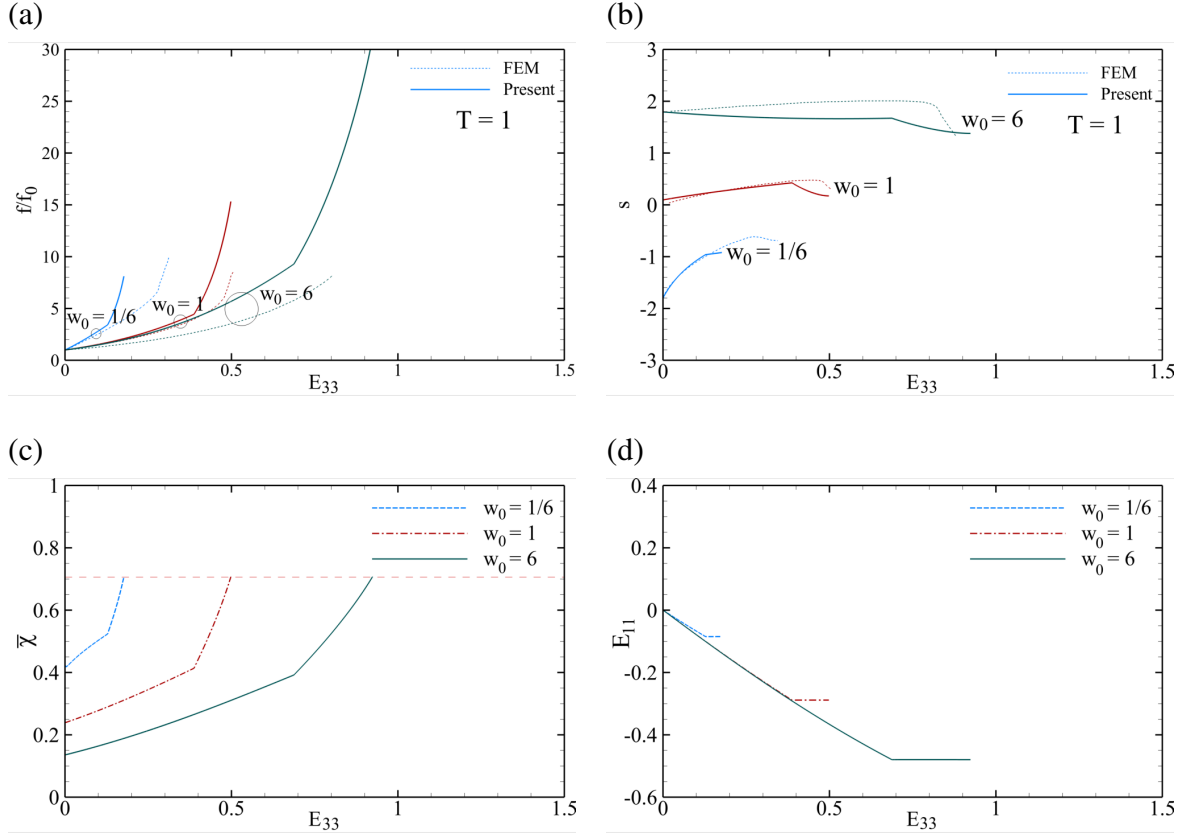 (a)
30
25
20
15
10
5
0
f/f0
FEM
Present
T = 1
w0 = 1/6
w0 = 1
w0 = 6
0
0.5
1
1.5
E33
(b)
3
2
1
0
-1
-2
-3
s
FEM
Present
T = 1
w0 = 6
w0 = 1
w0 = 1/6
0
0.5
1
1.5
E33
(c)
1
0.8
0.6
0.4
0.2
0
χ̅
w0 = 1/6
w0 = 1
w0 = 6
0
0.5
1
1.5
E33
(d)
0.4
0.2
0
-0.2
-0.4
-0.6
E11
w0 = 1/6
w0 = 1
w0 = 6
0
0.5
1
1.5
E33